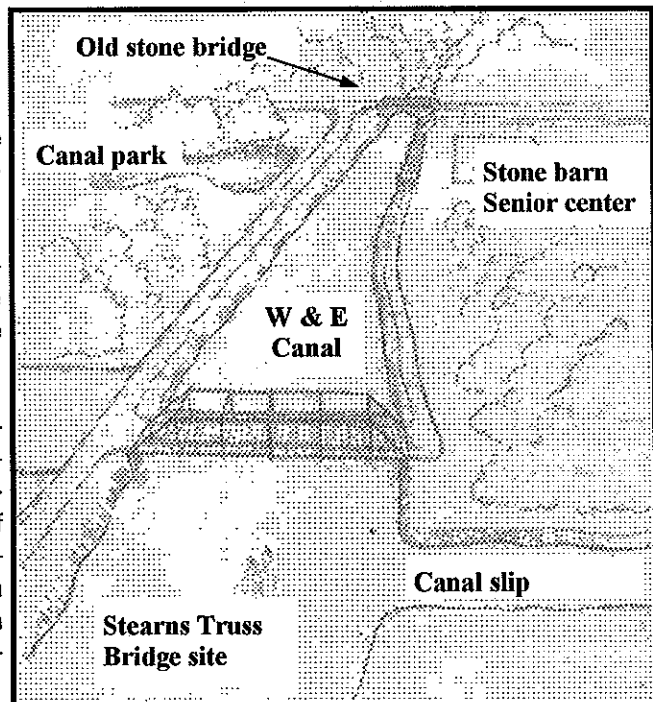 Old stone bridge
Canal park
Stone barn
Senior center
W & E
Canal
Canal slip
Stearns Truss
Bridge site